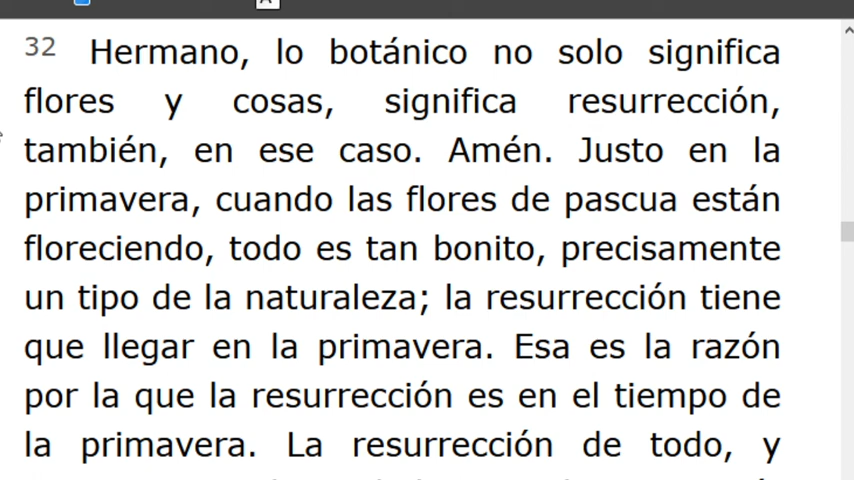 32 Hermano, lo botánico no solo significa
flores y cosas, significa resurrección,
también, en ese caso. Amén. Justo en la
primavera, cuando las flores de pascua están
floreciendo, todo es tan bonito, precisamente
un tipo de la naturaleza; la resurrección tiene
que llegar en la primavera. Esa es la razón
por la que la resurrección es en el tiempo de
la primavera. La resurrección de todo, y